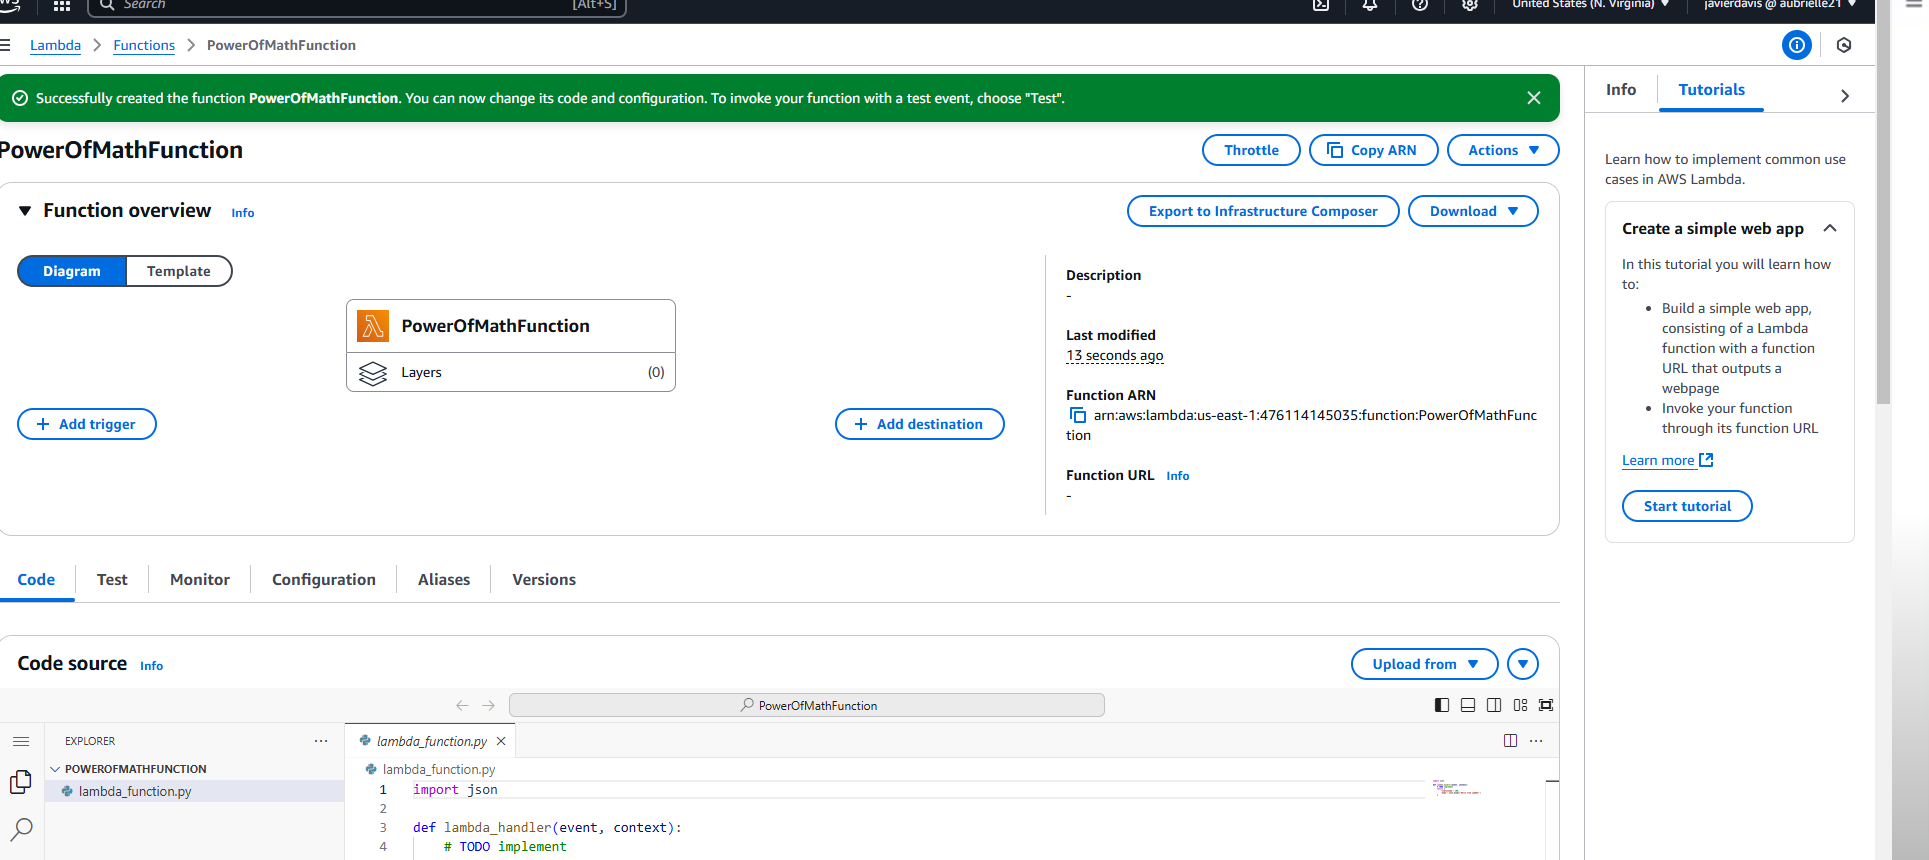 aws
Search
[Alt+S]
United States (N. Virginia)
javierdavis @ aubrielle21
Lambda
Functions
PowerOfMathFunction
Successfully created the function PowerOfMathFunction. You can now change its code and configuration. To invoke your function with a test event, choose "Test".
PowerOfMathFunction
Throttle
Copy ARN
Actions
Function overview
Info
Export to Infrastructure Composer
Download
Diagram
Template
PowerOfMathFunction
Layers
(0)
Add trigger
Add destination
Description
-
Last modified
13 seconds ago
Function ARN
arn:aws:lambda:us-east-1:476114145035:function:PowerOfMathFunc
tion
Function URL
Info
-
Code
Test
Monitor
Configuration
Aliases
Versions
Code source
Info
Upload from
PowerOfMathFunction
EXPLORER
POWEROFMATHFUNCTION
lambda_function.py
lambda_function.py
lambda_function.py
1 import json
2
3 def lambda_handler(event, context):
4 # TODO implement
Info
Tutorials
Learn how to implement common use
cases in AWS Lambda.
Create a simple web app
In this tutorial you will learn how
to:
• Build a simple web app,
consisting of a Lambda
function with a function
URL that outputs a
webpage
• Invoke your function
through its function URL
Learn more
Start tutorial